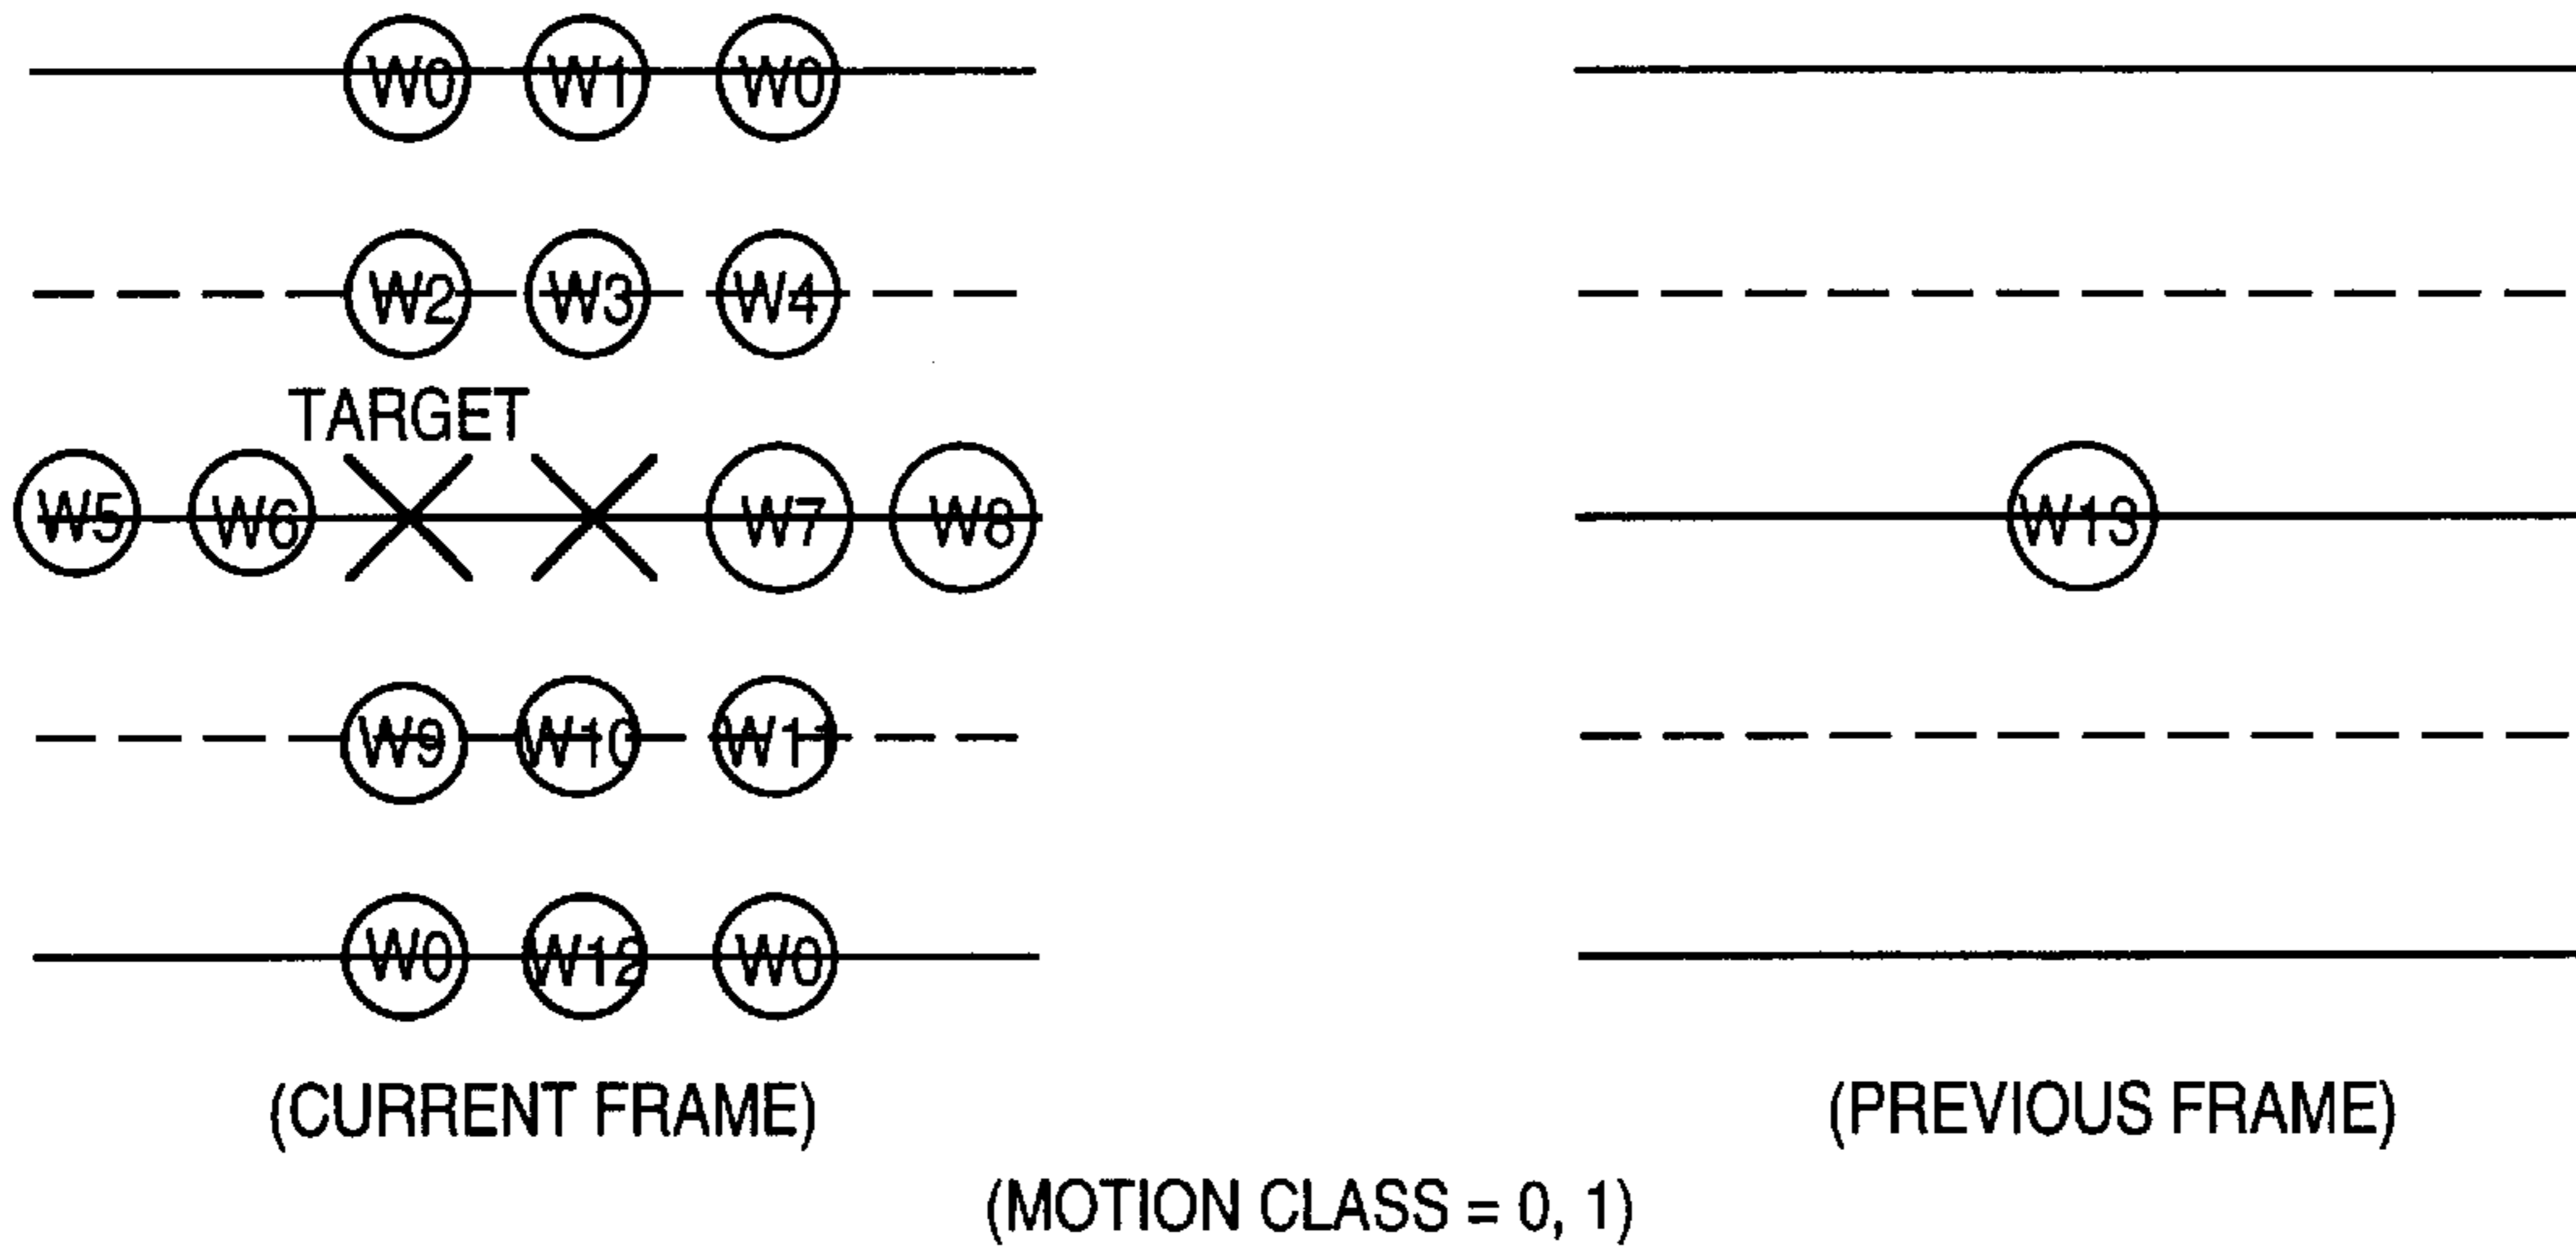 W0 W1 W0
W2 W3 W4
TARGET
W5 W6 W7 W8 W13
W9 W10 W11
W0 W12 W0
(CURRENT FRAME) (PREVIOUS FRAME)
(MOTION CLASS = 0, 1)